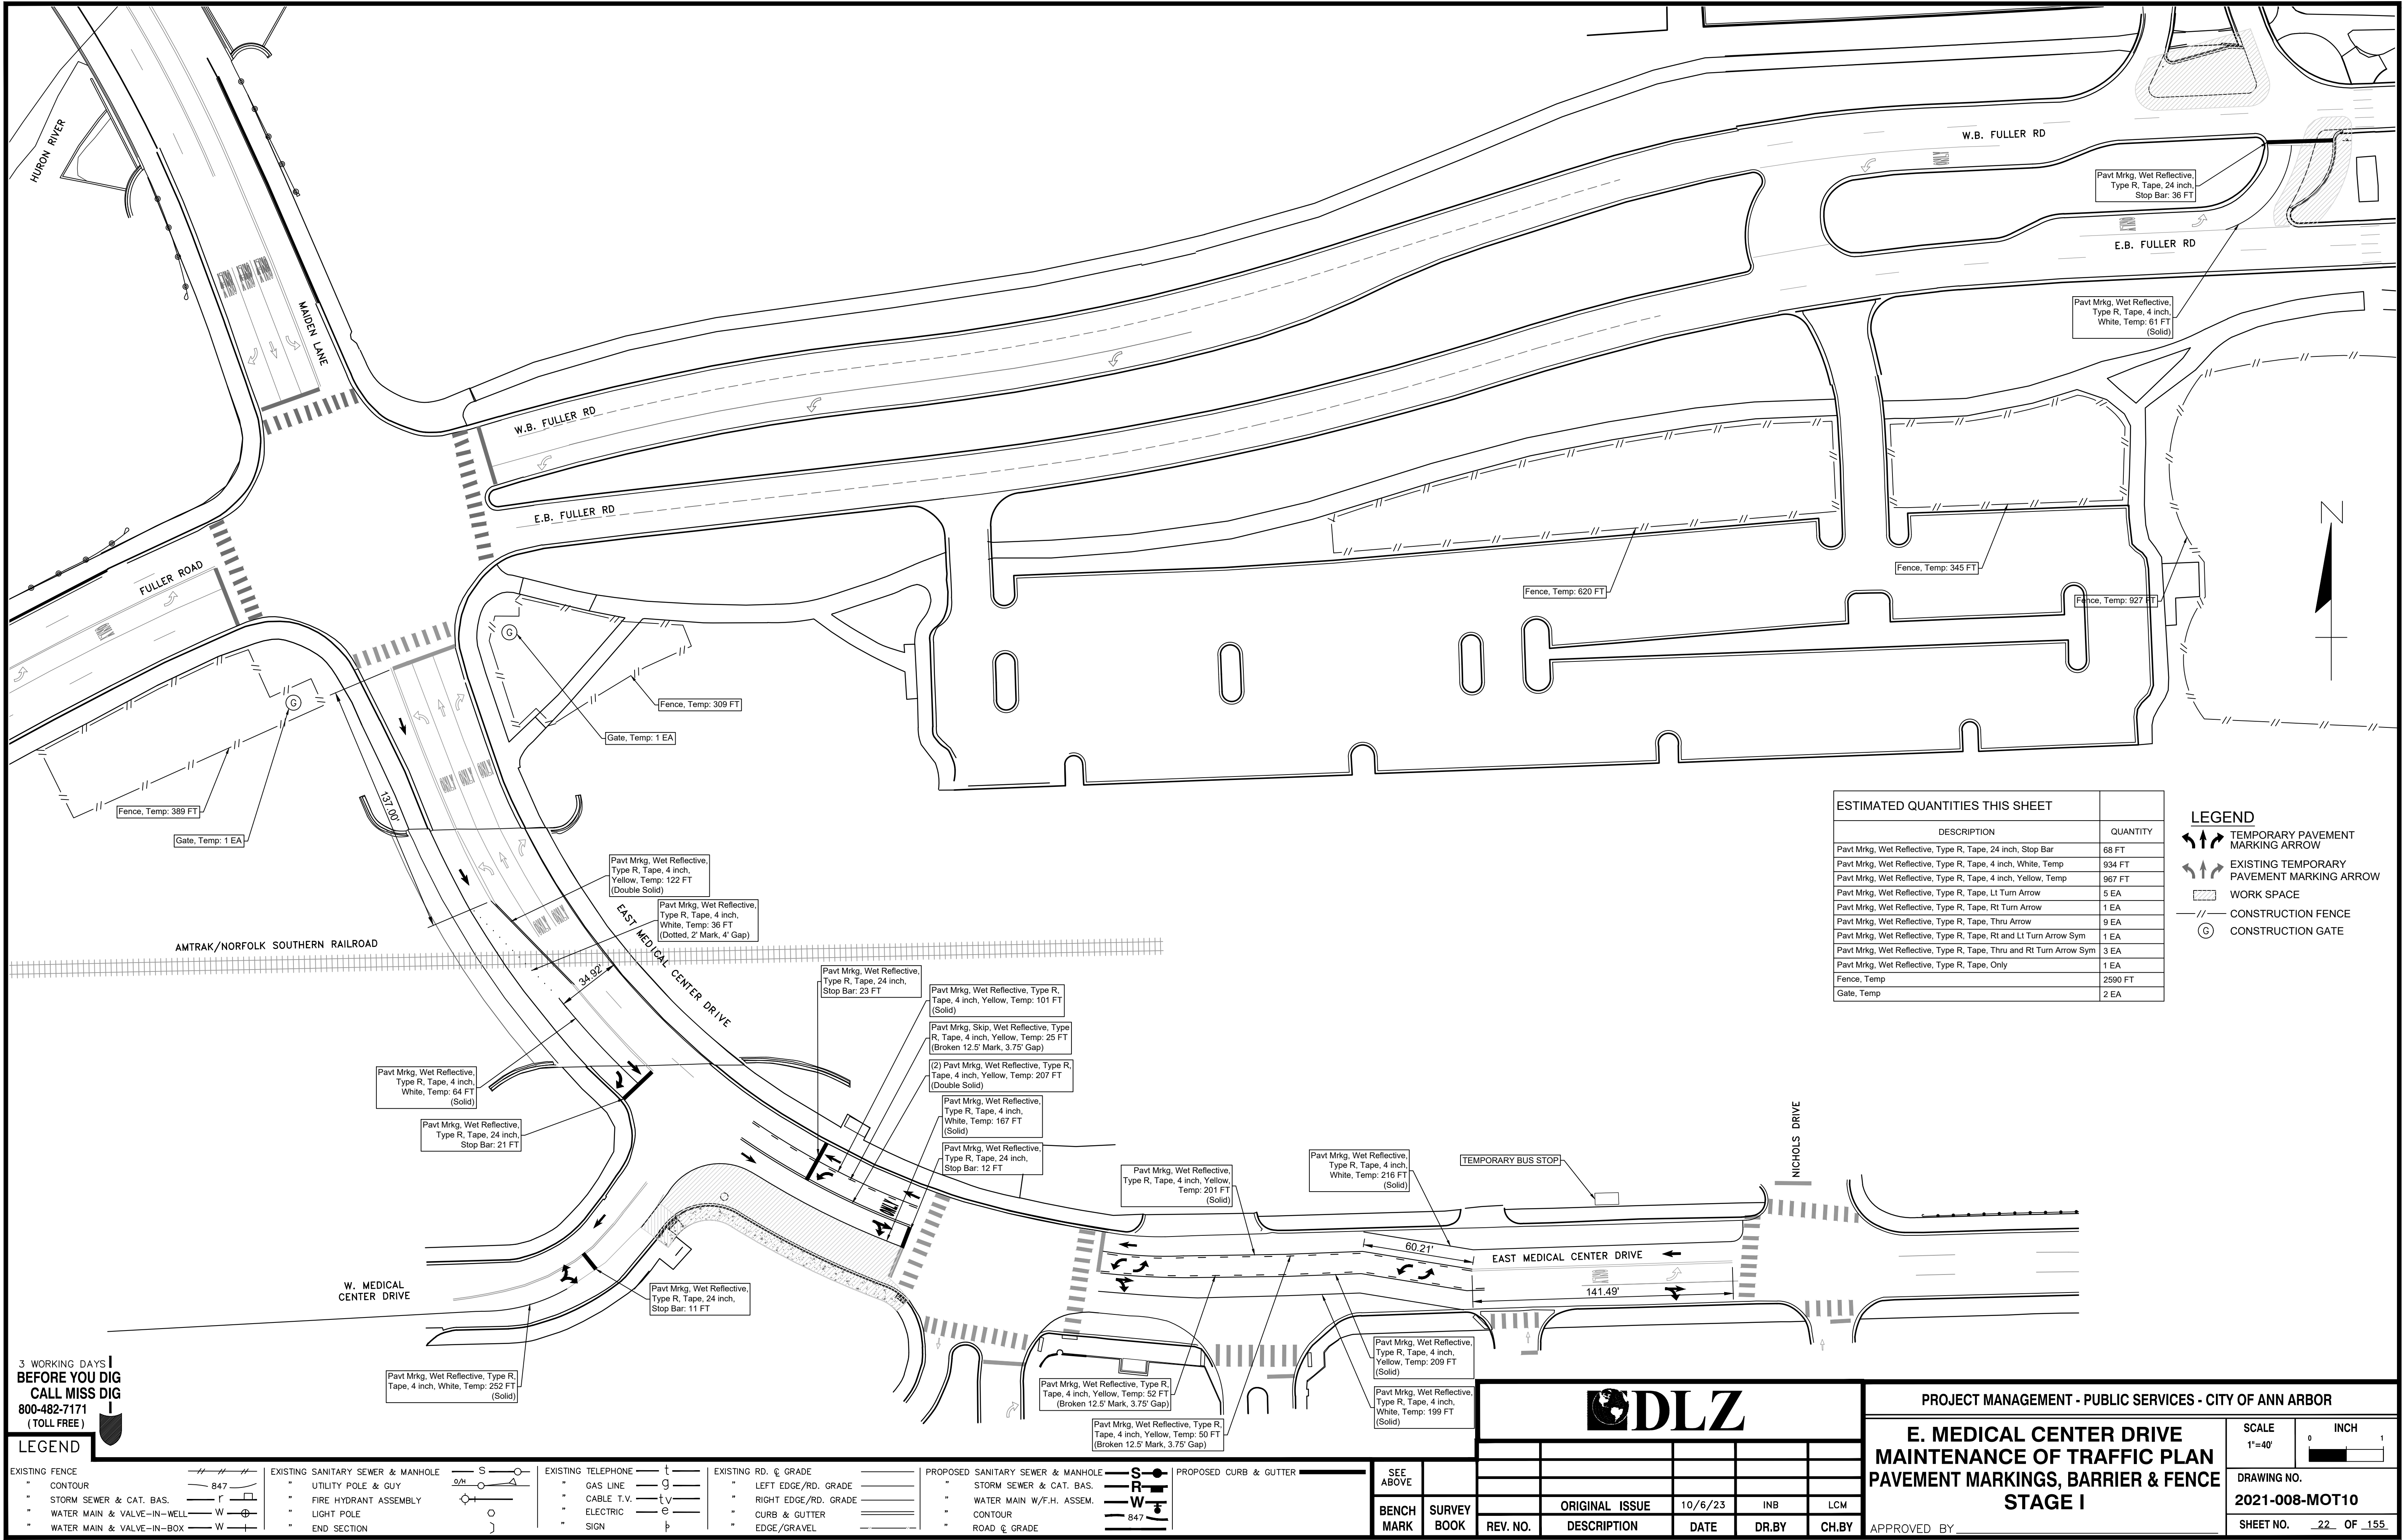 HURON RIVER
MAIDEN LANE
W.B. FULLER RD
Pavt Mrkg, Wet Reflective,
Type R, Tape, 24 inch,
Stop Bar: 36 FT
E.B. FULLER RD
Pavt Mrkg, Wet Reflective,
Type R, Tape, 4 inch,
White, Temp: 61 FT
(Solid)
W.B. FULLER RD
E.B. FULLER RD
FULLER ROAD
Fence, Temp: 620 FT
Fence, Temp: 345 FT
Fence, Temp: 927 FT
N
G
Fence, Temp: 309 FT
Gate, Temp: 1 EA
G
Fence, Temp: 389 FT
Gate, Temp: 1 EA
137.00'
ESTIMATED QUANTITIES THIS SHEET
DESCRIPTION QUANTITY
Pavt Mrkg, Wet Reflective, Type R, Tape, 24 inch, Stop Bar 68 FT
Pavt Mrkg, Wet Reflective, Type R, Tape, 4 inch, White, Temp 934 FT
Pavt Mrkg, Wet Reflective, Type R, Tape, 4 inch, Yellow, Temp 967 FT
Pavt Mrkg, Wet Reflective, Type R, Tape, Lt Turn Arrow 5 EA
Pavt Mrkg, Wet Reflective, Type R, Tape, Rt Turn Arrow 1 EA
Pavt Mrkg, Wet Reflective, Type R, Tape, Thru Arrow 9 EA
Pavt Mrkg, Wet Reflective, Type R, Tape, Rt and Lt Turn Arrow Sym 1 EA
Pavt Mrkg, Wet Reflective, Type R, Tape, Thru and Rt Turn Arrow Sym 3 EA
Pavt Mrkg, Wet Reflective, Type R, Tape, Only 1 EA
Fence, Temp 2590 FT
Gate, Temp 2 EA
LEGEND
TEMPORARY PAVEMENT
MARKING ARROW
EXISTING TEMPORARY
PAVEMENT MARKING ARROW
WORK SPACE
CONSTRUCTION FENCE
G CONSTRUCTION GATE
Pavt Mrkg, Wet Reflective,
Type R, Tape, 4 inch,
Yellow, Temp: 122 FT
(Double Solid)
Pavt Mrkg, Wet Reflective,
Type R, Tape, 4 inch,
White, Temp: 36 FT
(Dotted, 2' Mark, 4' Gap)
EAST MEDICAL CENTER DRIVE
AMTRAK/NORFOLK SOUTHERN RAILROAD
34.92'
Pavt Mrkg, Wet Reflective,
Type R, Tape, 24 inch,
Stop Bar: 23 FT
Pavt Mrkg, Wet Reflective, Type R,
Tape, 4 inch, Yellow, Temp: 101 FT
(Solid)
Pavt Mrkg, Skip, Wet Reflective, Type
R, Tape, 4 inch, Yellow, Temp: 25 FT
(Broken 12.5' Mark, 3.75' Gap)
(2) Pavt Mrkg, Wet Reflective, Type R,
Tape, 4 inch, Yellow, Temp: 207 FT
(Double Solid)
Pavt Mrkg, Wet Reflective,
Type R, Tape, 4 inch,
White, Temp: 167 FT
(Solid)
Pavt Mrkg, Wet Reflective,
Type R, Tape, 24 inch,
Stop Bar: 12 FT
Pavt Mrkg, Wet Reflective,
Type R, Tape, 4 inch,
White, Temp: 64 FT
(Solid)
Pavt Mrkg, Wet Reflective,
Type R, Tape, 24 inch,
Stop Bar: 21 FT
ONLY
Pavt Mrkg, Wet Reflective,
Type R, Tape, 4 inch, Yellow,
Temp: 201 FT
(Solid)
Pavt Mrkg, Wet Reflective,
Type R, Tape, 4 inch,
White, Temp: 216 FT
(Solid)
TEMPORARY BUS STOP
NICHOLS DRIVE
60.21'
EAST MEDICAL CENTER DRIVE
141.49'
W. MEDICAL
CENTER DRIVE
Pavt Mrkg, Wet Reflective,
Type R, Tape, 24 inch,
Stop Bar: 11 FT
Pavt Mrkg, Wet Reflective, Type R,
Tape, 4 inch, White, Temp: 252 FT
(Solid)
Pavt Mrkg, Wet Reflective,
Type R, Tape, 4 inch,
Yellow, Temp: 209 FT
(Solid)
Pavt Mrkg, Wet Reflective, Type R,
Tape, 4 inch, Yellow, Temp: 52 FT
(Broken 12.5' Mark, 3.75' Gap)
Pavt Mrkg, Wet Reflective,
Type R, Tape, 4 inch,
White, Temp: 199 FT
(Solid)
Pavt Mrkg, Wet Reflective, Type R,
Tape, 4 inch, Yellow, Temp: 50 FT
(Broken 12.5' Mark, 3.75' Gap)
3 WORKING DAYS
BEFORE YOU DIG
CALL MISS DIG
800-482-7171
( TOLL FREE )
LEGEND
EXISTING FENCE
" CONTOUR 847
" STORM SEWER & CAT. BAS. r
" WATER MAIN & VALVE-IN-WELL W
" WATER MAIN & VALVE-IN-BOX W
EXISTING SANITARY SEWER & MANHOLE S
" UTILITY POLE & GUY O/H
" FIRE HYDRANT ASSEMBLY
" LIGHT POLE
" END SECTION
EXISTING TELEPHONE t
" GAS LINE g
" CABLE T.V. tv
" ELECTRIC e
" SIGN
EXISTING RD. ℄ GRADE
" LEFT EDGE/RD. GRADE
" RIGHT EDGE/RD. GRADE
" CURB & GUTTER
" EDGE/GRAVEL
PROPOSED SANITARY SEWER & MANHOLE S
" STORM SEWER & CAT. BAS. R
" WATER MAIN W/F.H. ASSEM. W
" CONTOUR 847
" ROAD ℄ GRADE
PROPOSED CURB & GUTTER
SEE
ABOVE
BENCH
MARK
SURVEY
BOOK
DLZ
ORIGINAL ISSUE 10/6/23 INB LCM
REV. NO. DESCRIPTION DATE DR.BY CH.BY
PROJECT MANAGEMENT - PUBLIC SERVICES - CITY OF ANN ARBOR
E. MEDICAL CENTER DRIVE
MAINTENANCE OF TRAFFIC PLAN
PAVEMENT MARKINGS, BARRIER & FENCE
STAGE I
APPROVED BY
SCALE
1"=40'
INCH
0 1
DRAWING NO.
2021-008-MOT10
SHEET NO. 22 OF 155